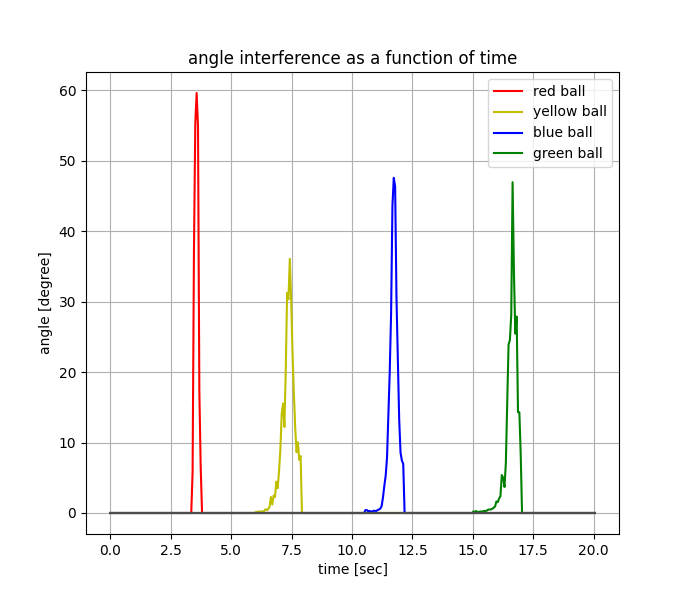 angle interference as a function of time
red ball
yellow ball
blue ball
green ball
60
50
40
30
20
10
0
angle [degree]
0.0 2.5 5.0 7.5 10.0 12.5 15.0 17.5 20.0
time [sec]